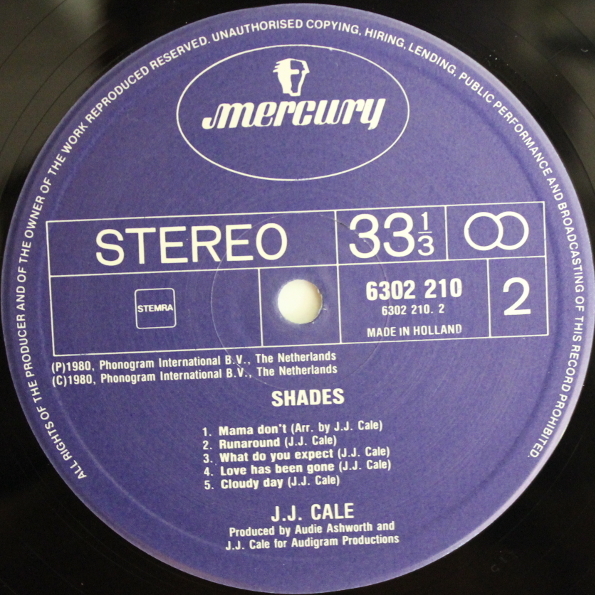 ALL RIGHTS OF THE PRODUCER AND OF THE OWNER OF THE WORK REPRODUCED RESERVED. UNAUTHORISED COPYING, HIRING, LENDING, PUBLIC PERFORMANCE AND BROADCASTING OF THIS RECORD PROHIBITED.
mercury
STEREO 33 1/3
STEMRA
6302 210
6302 210. 2
MADE IN HOLLAND
2
(P)1980, Phonogram International B.V., The Netherlands
(C)1980, Phonogram International B.V., The Netherlands
SHADES
1. Mama don't (Arr. by J.J. Cale)
2. Runaround (J.J. Cale)
3. What do you expect (J.J. Cale)
4. Love has been gone (J.J. Cale)
5. Cloudy day (J.J. Cale)
J.J. CALE
Produced by Audie Ashworth and
J.J. Cale for Audigram Productions